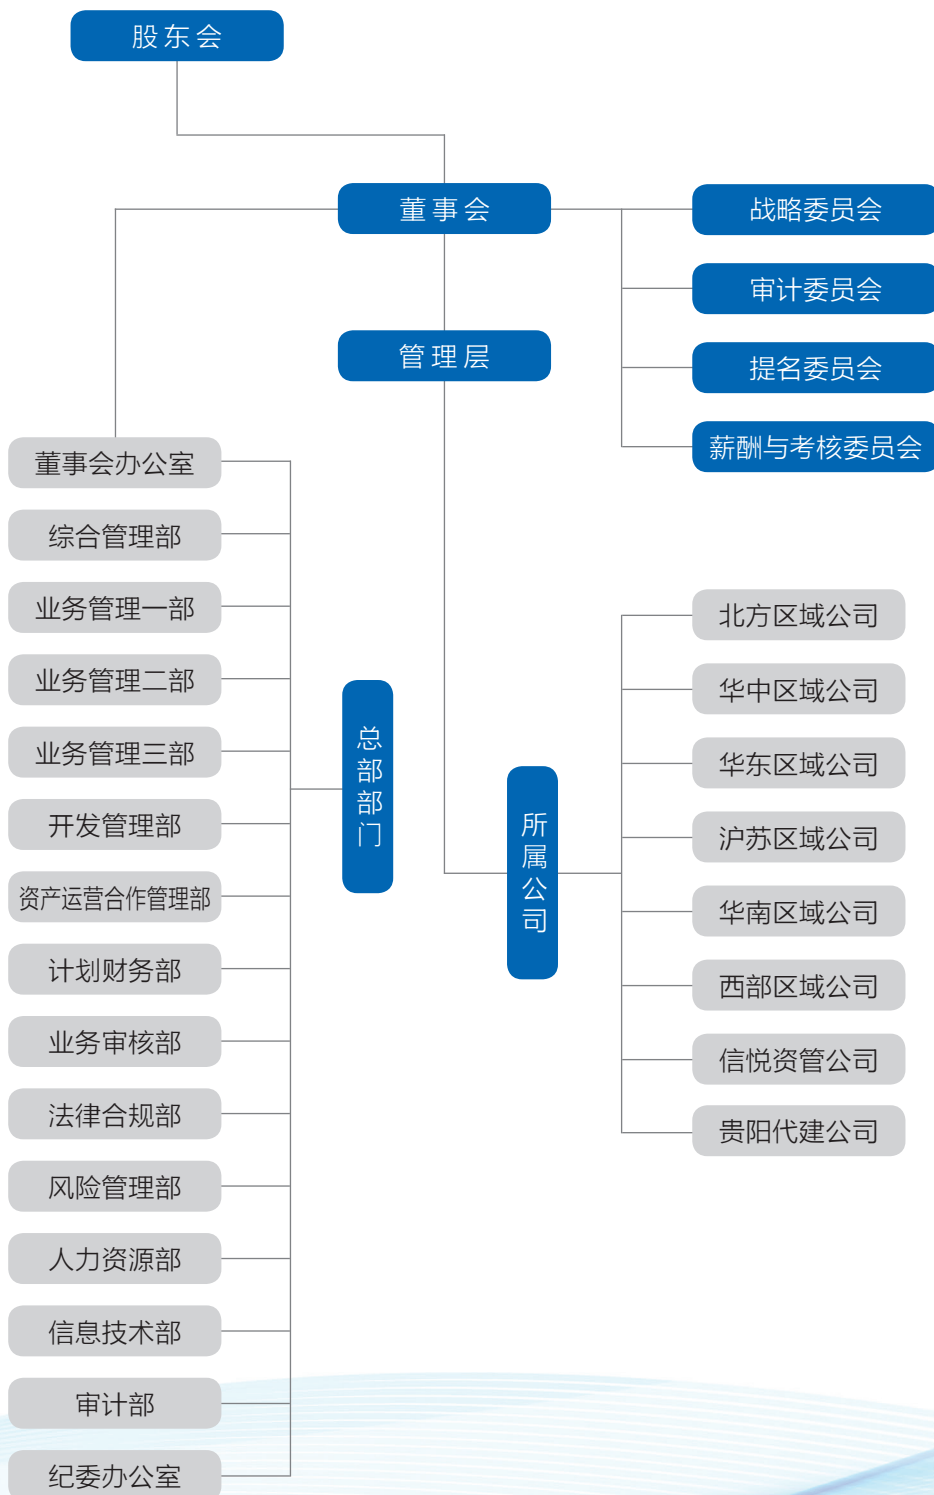 股东会
董事会
战略委员会
审计委员会
管理层
提名委员会
薪酬与考核委员会
董事会办公室
综合管理部
业务管理一部
业务管理二部
业务管理三部
开发管理部
资产运营合作管理部
计划财务部
业务审核部
法律合规部
风险管理部
人力资源部
信息技术部
审计部
纪委办公室
总部部门
所属公司
北方区域公司
华中区域公司
华东区域公司
沪苏区域公司
华南区域公司
西部区域公司
信悦资管公司
贵阳代建公司